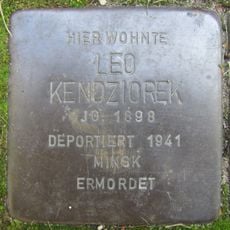 HIER WOHNTE
LEO
KENDZIOREK
JG. 1898
DEPORTIERT 1941
MINSK
ERMORDET